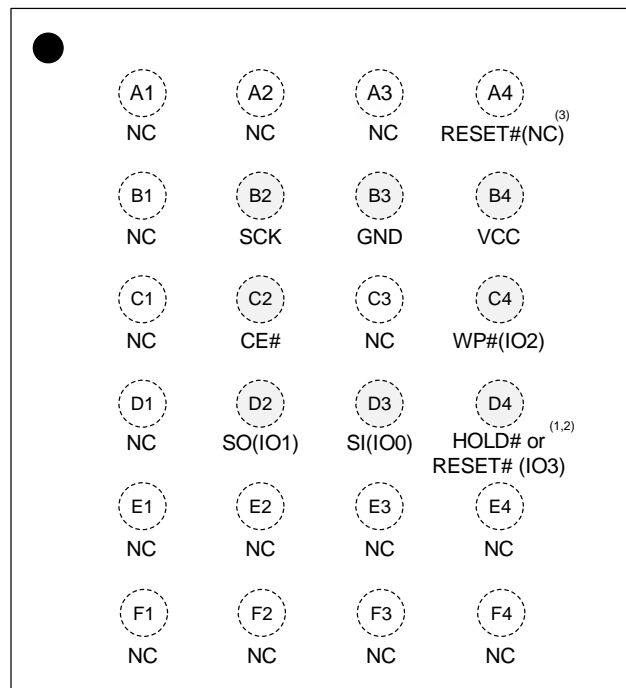 A1 A2 A3 A4
NC NC NC RESET#(NC) (3)
B1 B2 B3 B4
NC SCK GND VCC
C1 C2 C3 C4
NC CE# NC WP#(IO2)
D1 D2 D3 D4
NC SO(IO1) SI(IO0) HOLD# or (1,2)
RESET# (IO3)
E1 E2 E3 E4
NC NC NC NC
F1 F2 F3 F4
NC NC NC NC